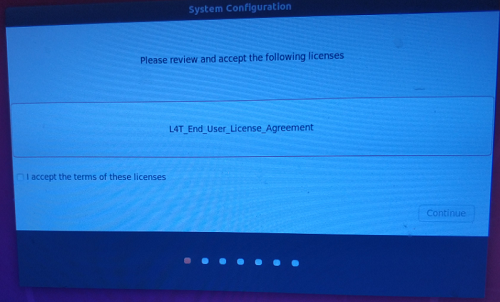 System Configuration
Please review and accept the following licenses
L4T_End_User_License_Agreement
I accept the terms of these licenses
Continue